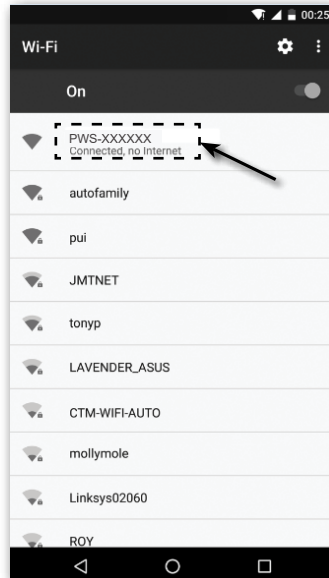 00:25
Wi-Fi
On
PWS-XXXXXX
Connected, no Internet
autofamily
pui
JMTNET
tonyp
LAVENDER_ASUS
CTM-WIFI-AUTO
mollymole
Linksys02060
ROY